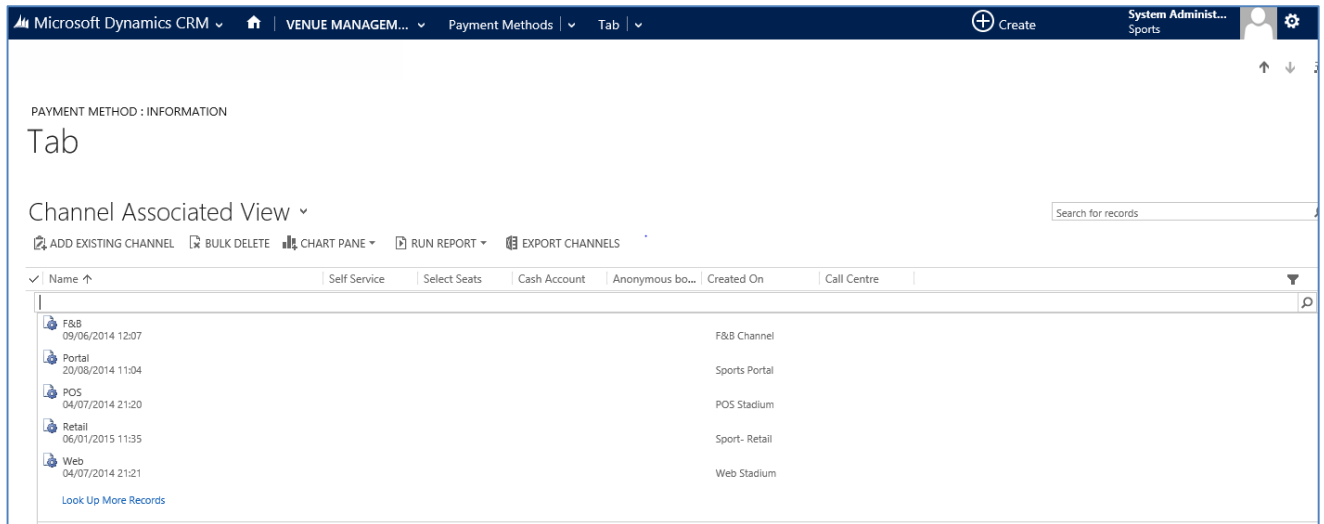 Microsoft Dynamics CRM VENUE MANAGEM... Payment Methods Tab Create System Administ...
Sports
PAYMENT METHOD : INFORMATION
Tab
Channel Associated View
Search for records
ADD EXISTING CHANNEL BULK DELETE CHART PANE RUN REPORT EXPORT CHANNELS
Name Self Service Select Seats Cash Account Anonymous bo... Created On Call Centre
F&B
09/06/2014 12:07 F&B Channel
Portal
20/08/2014 11:04 Sports Portal
POS
04/07/2014 21:20 POS Stadium
Retail
06/01/2015 11:35 Sport- Retail
Web
04/07/2014 21:21 Web Stadium
Look Up More Records